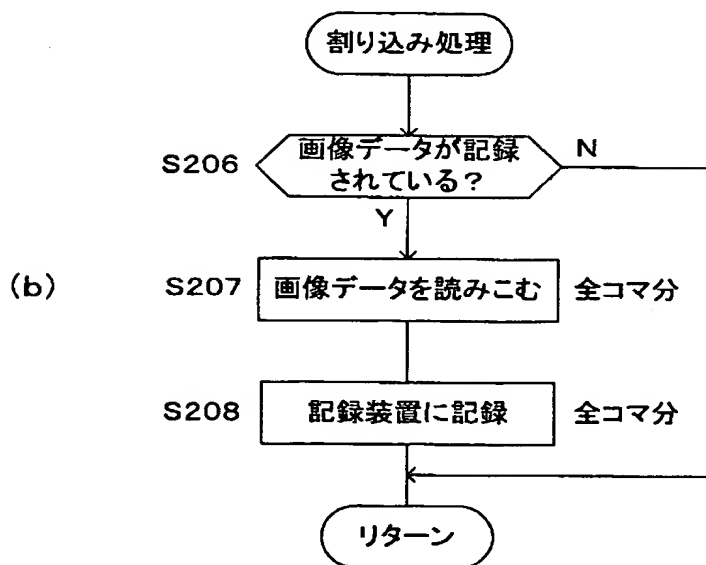 割り込み処理
S206
画像データが記録
されている？
N
Y
(b)
S207
画像データを読みこむ
全コマ分
S208
記録装置に記録
全コマ分
リターン